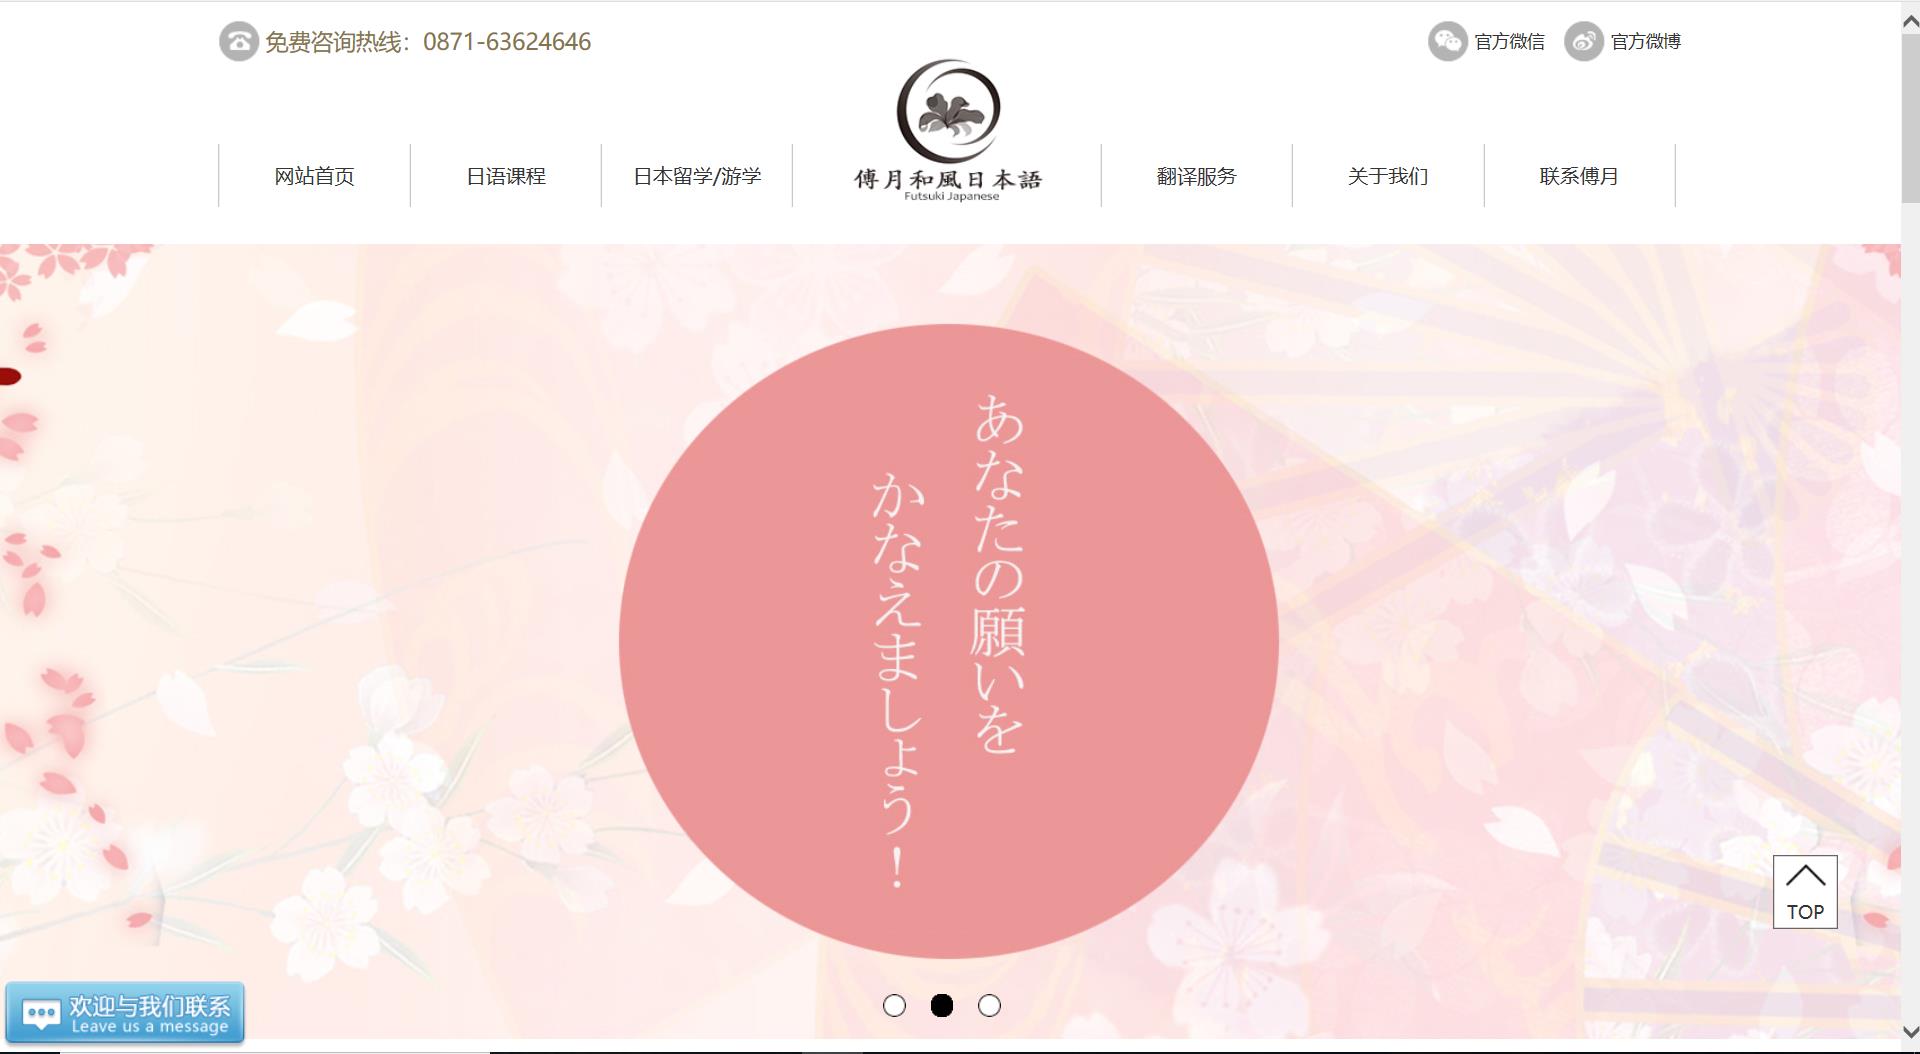 免费咨询热线：0871-63624646
官方微信
官方微博
网站首页
日语课程
日本留学/游学
傅月和風日本語
Futsuki Japanese
翻译服务
关于我们
联系傅月
あなたの願いを
かなえましょう！
TOP
欢迎与我们联系
Leave us a message